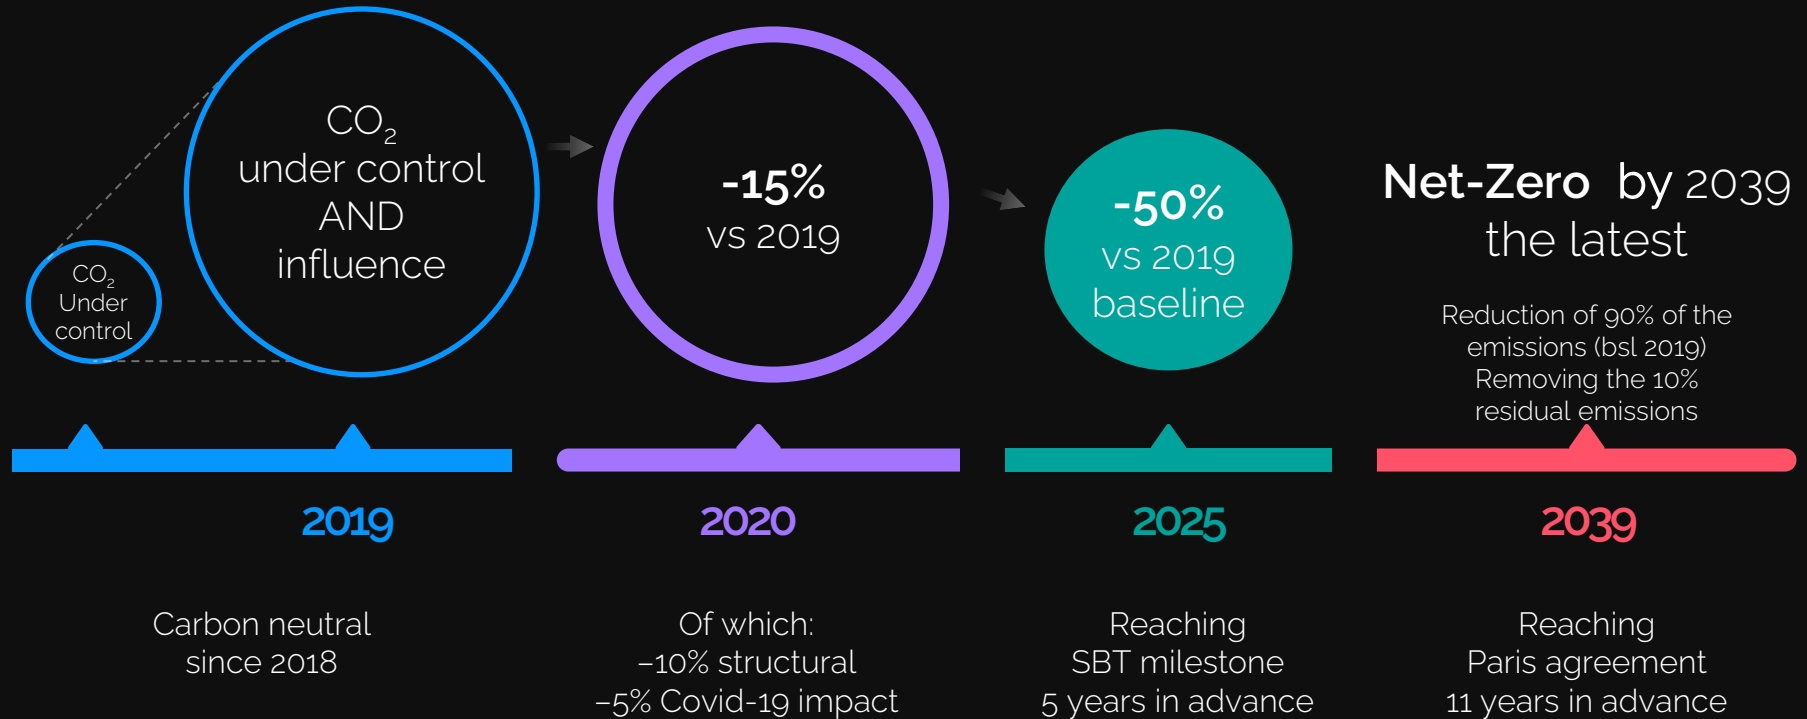 CO₂
Under
control
CO₂
under control
AND
influence
-15%
vs 2019
-50%
vs 2019
baseline
Net-Zero by 2039
the latest
Reduction of 90% of the
emissions (bsl 2019)
Removing the 10%
residual emissions
2019
2020
2025
2039
Carbon neutral
since 2018
Of which:
–10% structural
–5% Covid-19 impact
Reaching
SBT milestone
5 years in advance
Reaching
Paris agreement
11 years in advance